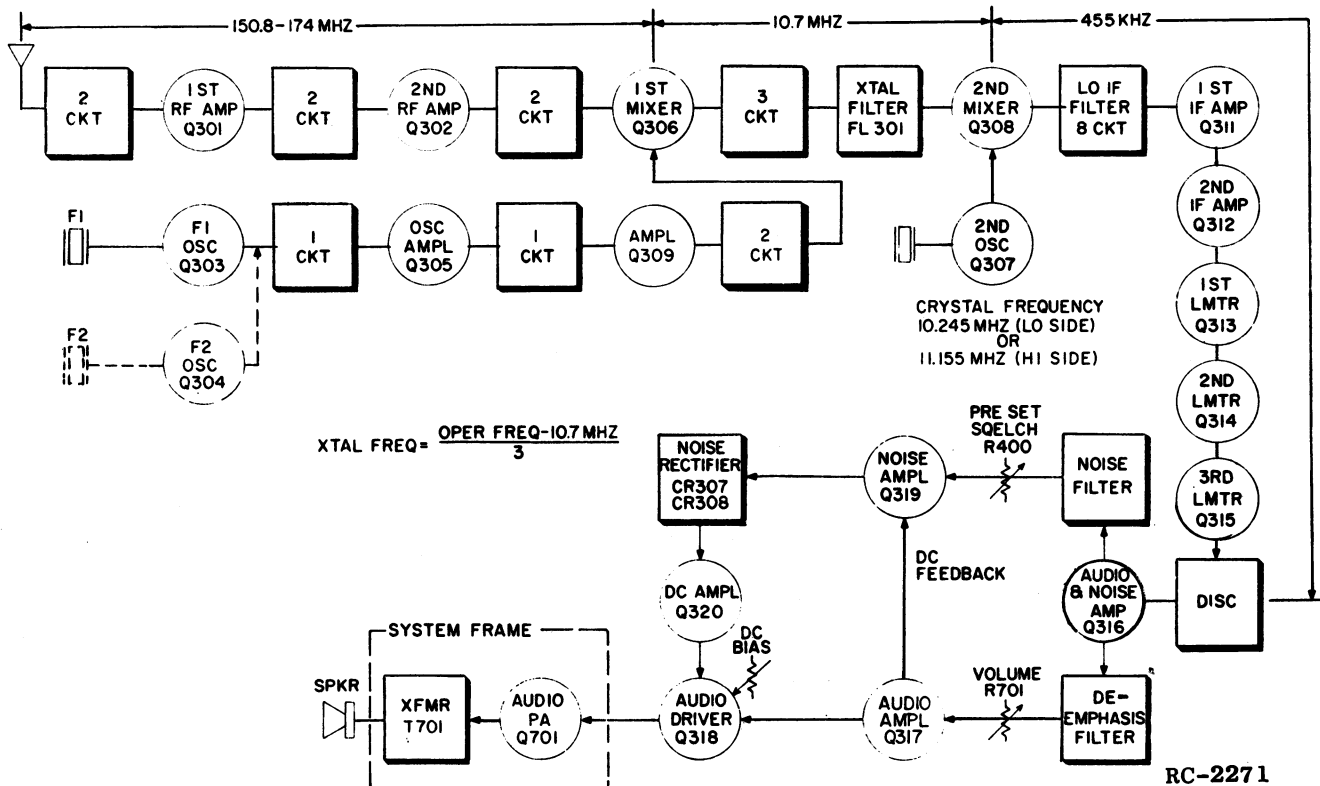 150.8-174 MHZ
10.7 MHZ
455 KHZ
2
CKT
1ST
RF AMP
Q301
2
CKT
2ND
RF AMP
Q302
2
CKT
1ST
MIXER
Q306
3
CKT
XTAL
FILTER
FL 301
2ND
MIXER
Q308
LO IF
FILTER
8 CKT
1ST
IF AMP
Q311
F1
F1
OSC
Q303
1
CKT
OSC
AMPL
Q305
1
CKT
AMPL
Q309
2
CKT
2ND
OSC
Q307
2ND
IF AMP
Q312
CRYSTAL FREQUENCY
10.245 MHZ (LO SIDE)
OR
11.155 MHZ (HI SIDE)
1ST
LMTR
Q313
F2
F2
OSC
Q304
2ND
LMTR
Q314
XTAL FREQ= OPER FREQ-10.7 MHZ
3
NOISE
RECTIFIER
CR307
CR308
NOISE
AMPL
Q319
PRE SET
SQELCH
R400
NOISE
FILTER
3RD
LMTR
Q315
DC AMPL
Q320
DC
FEEDBACK
AUDIO
& NOISE
AMP
Q316
DISC
SYSTEM FRAME
SPKR
XFMR
T701
AUDIO
PA
Q701
DC
BIAS
AUDIO
DRIVER
Q318
AUDIO
AMPL
Q317
VOLUME
R701
DE-
EMPHASIS
FILTER
RC-2271